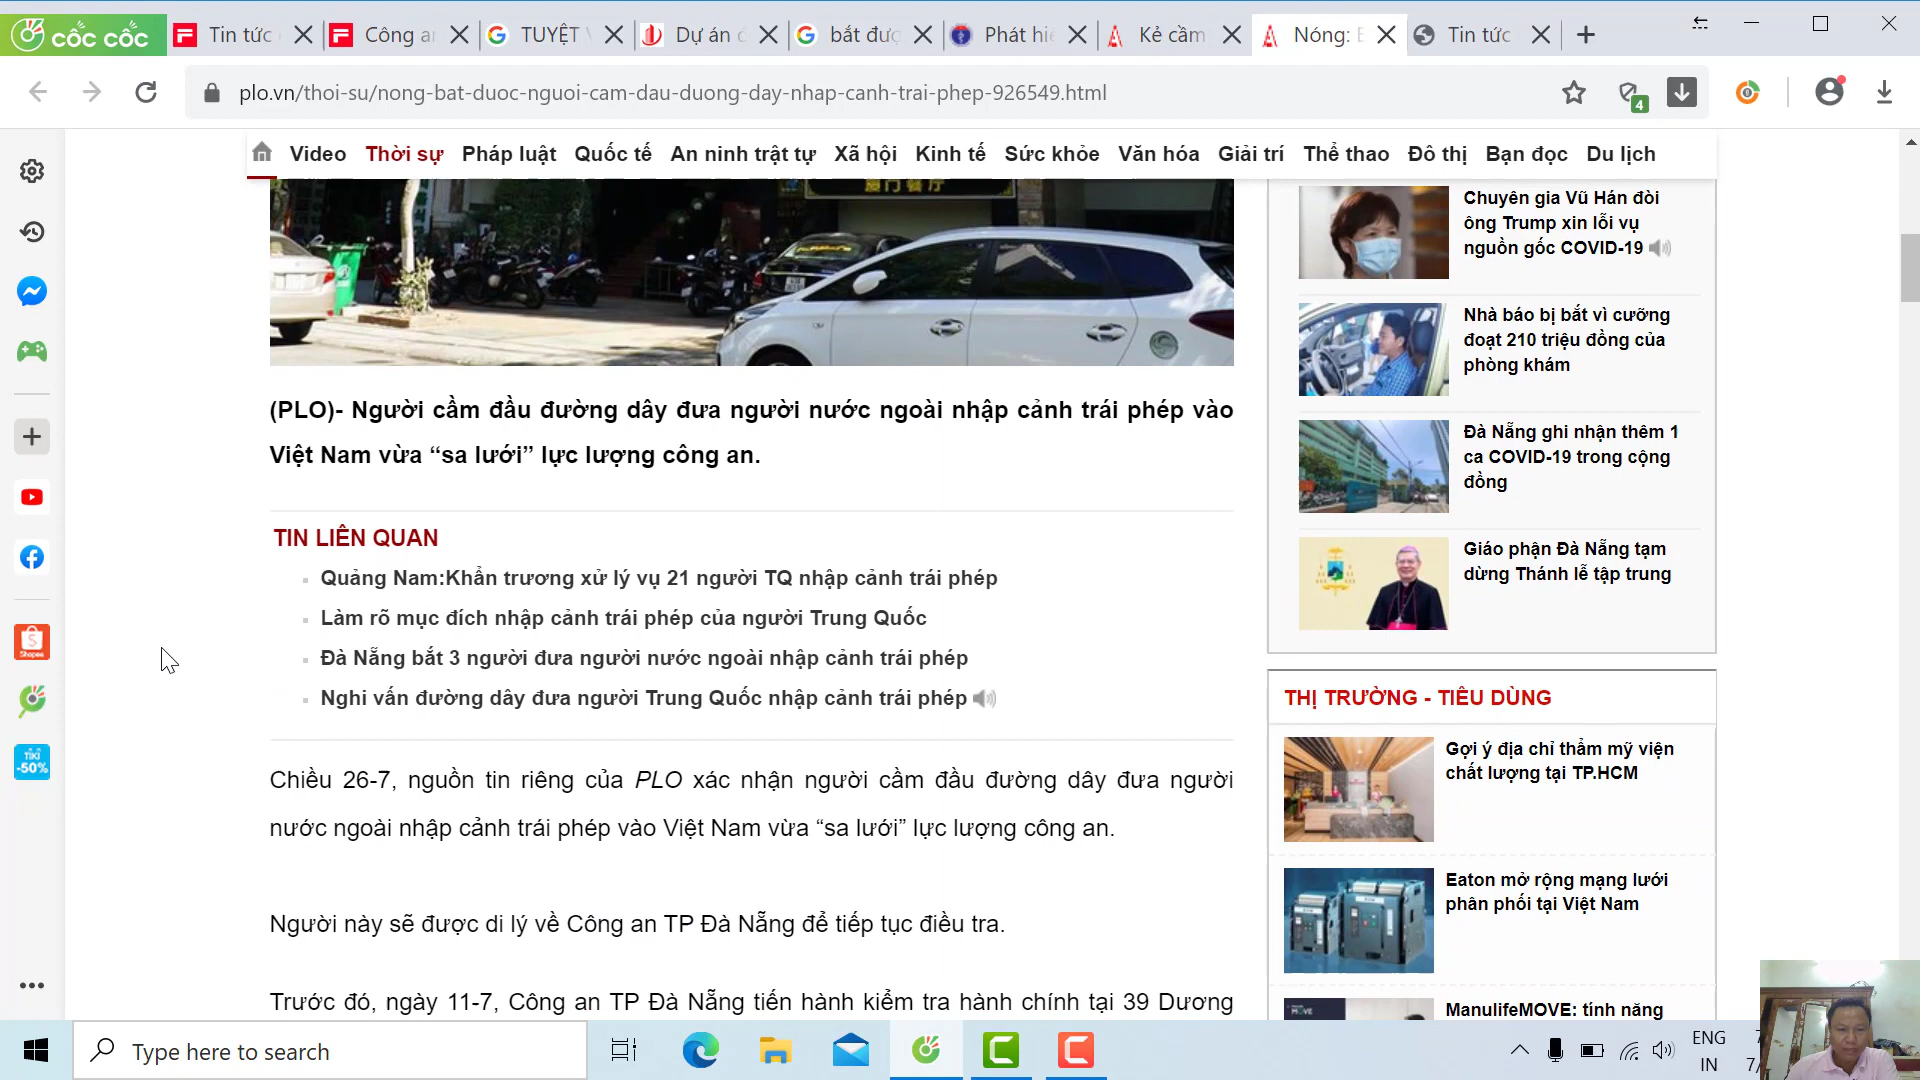 cốc cốc
Tin tức
Công a
TUYỆT
Dự án
bắt đượ
Phát hi
Kẻ cầm
Nóng:
Tin tức
plo.vn/thoi-su/nong-bat-duoc-nguoi-cam-dau-duong-day-nhap-canh-trai-phep-926549.html
4
Video Thời sự Pháp luật Quốc tế An ninh trật tự Xã hội Kinh tế Sức khỏe Văn hóa Giải trí Thể thao Đô thị Bạn đọc Du lịch
廈门餐厅
(PLO)- Người cầm đầu đường dây đưa người nước ngoài nhập cảnh trái phép vào
Việt Nam vừa “sa lưới” lực lượng công an.
TIN LIÊN QUAN
Quảng Nam:Khẩn trương xử lý vụ 21 người TQ nhập cảnh trái phép
Làm rõ mục đích nhập cảnh trái phép của người Trung Quốc
Đà Nẵng bắt 3 người đưa người nước ngoài nhập cảnh trái phép
Nghi vấn đường dây đưa người Trung Quốc nhập cảnh trái phép
Chiều 26-7, nguồn tin riêng của PLO xác nhận người cầm đầu đường dây đưa người
nước ngoài nhập cảnh trái phép vào Việt Nam vừa “sa lưới” lực lượng công an.
Người này sẽ được di lý về Công an TP Đà Nẵng để tiếp tục điều tra.
Trước đó, ngày 11-7, Công an TP Đà Nẵng tiến hành kiểm tra hành chính tại 39 Dương
Chuyên gia Vũ Hán đòi
ông Trump xin lỗi vụ
nguồn gốc COVID-19
Nhà báo bị bắt vì cưỡng
đoạt 210 triệu đồng của
phòng khám
Đà Nẵng ghi nhận thêm 1
ca COVID-19 trong cộng
đồng
Giáo phận Đà Nẵng tạm
dừng Thánh lễ tập trung
THỊ TRƯỜNG - TIÊU DÙNG
Gợi ý địa chỉ thẩm mỹ viện
chất lượng tại TP.HCM
Eaton mở rộng mạng lưới
phân phối tại Việt Nam
ManulifeMOVE: tính năng
Shopee
TIKI
-50%
Type here to search
ENG
IN
7
7/